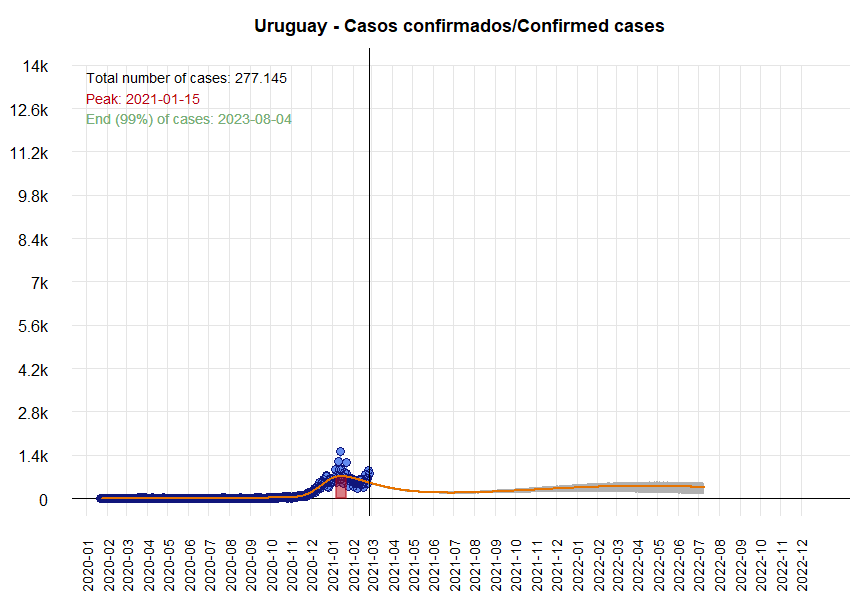 Uruguay - Casos confirmados/Confirmed cases
14k
12.6k
11.2k
9.8k
8.4k
7k
5.6k
4.2k
2.8k
1.4k
0
Total number of cases: 277.145
Peak: 2021-01-15
End (99%) of cases: 2023-08-04
2020-01
2020-02
2020-03
2020-04
2020-05
2020-06
2020-07
2020-08
2020-09
2020-10
2020-11
2020-12
2021-01
2021-02
2021-03
2021-04
2021-05
2021-06
2021-07
2021-08
2021-09
2021-10
2021-11
2021-12
2022-01
2022-02
2022-03
2022-04
2022-05
2022-06
2022-07
2022-08
2022-09
2022-10
2022-11
2022-12